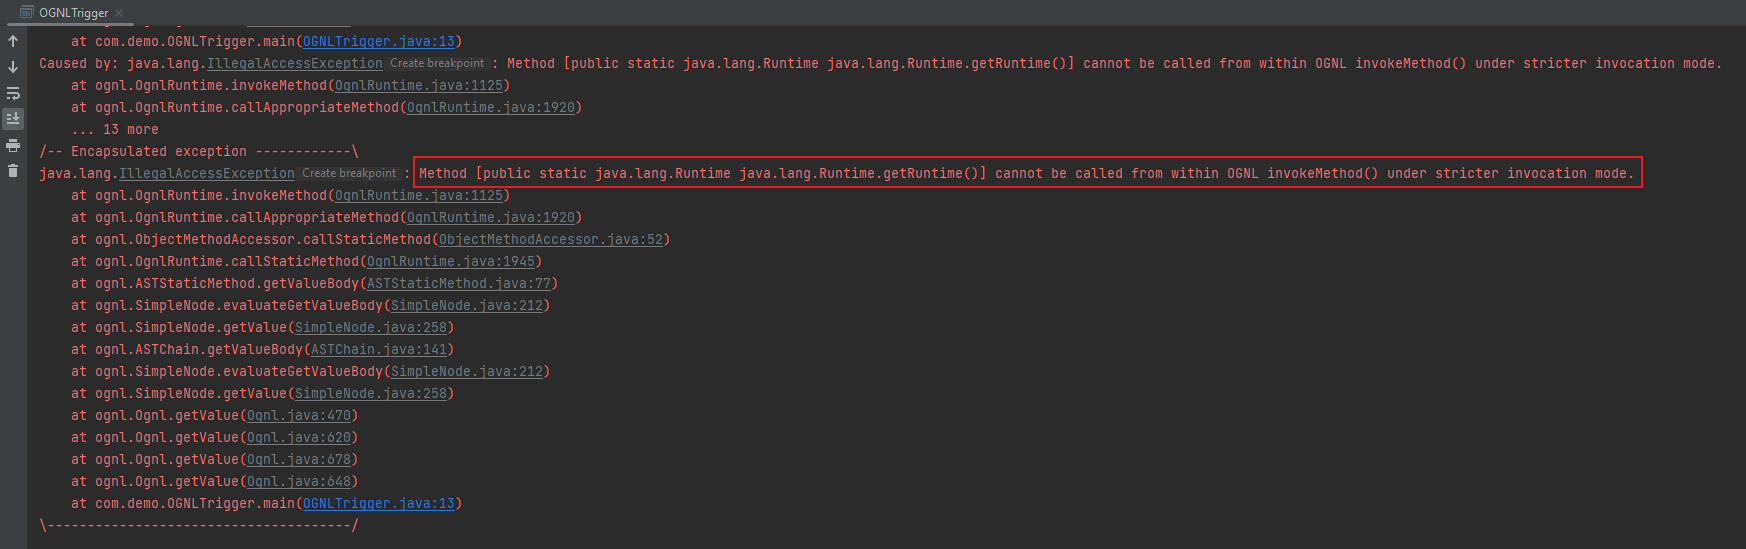 OGNLTrigger
at com.demo.OGNLTrigger.main(OGNLTrigger.java:13)
Caused by: java.lang.IllegalAccessException Create breakpoint : Method [public static java.lang.Runtime java.lang.Runtime.getRuntime()] cannot be called from within OGNL invokeMethod() under stricter invocation mode.
at ognl.OgnlRuntime.invokeMethod(OgnlRuntime.java:1125)
at ognl.OgnlRuntime.callAppropriateMethod(OgnlRuntime.java:1920)
... 13 more
/-- Encapsulated exception ------------\
java.lang.IllegalAccessException Create breakpoint : Method [public static java.lang.Runtime java.lang.Runtime.getRuntime()] cannot be called from within OGNL invokeMethod() under stricter invocation mode.
at ognl.OgnlRuntime.invokeMethod(OgnlRuntime.java:1125)
at ognl.OgnlRuntime.callAppropriateMethod(OgnlRuntime.java:1920)
at ognl.ObjectMethodAccessor.callStaticMethod(ObjectMethodAccessor.java:52)
at ognl.OgnlRuntime.callStaticMethod(OgnlRuntime.java:1945)
at ognl.ASTStaticMethod.getValueBody(ASTStaticMethod.java:77)
at ognl.SimpleNode.evaluateGetValueBody(SimpleNode.java:212)
at ognl.SimpleNode.getValue(SimpleNode.java:258)
at ognl.ASTChain.getValueBody(ASTChain.java:141)
at ognl.SimpleNode.evaluateGetValueBody(SimpleNode.java:212)
at ognl.SimpleNode.getValue(SimpleNode.java:258)
at ognl.Ognl.getValue(Ognl.java:470)
at ognl.Ognl.getValue(Ognl.java:620)
at ognl.Ognl.getValue(Ognl.java:678)
at ognl.Ognl.getValue(Ognl.java:648)
at com.demo.OGNLTrigger.main(OGNLTrigger.java:13)
\--------------------------------------/